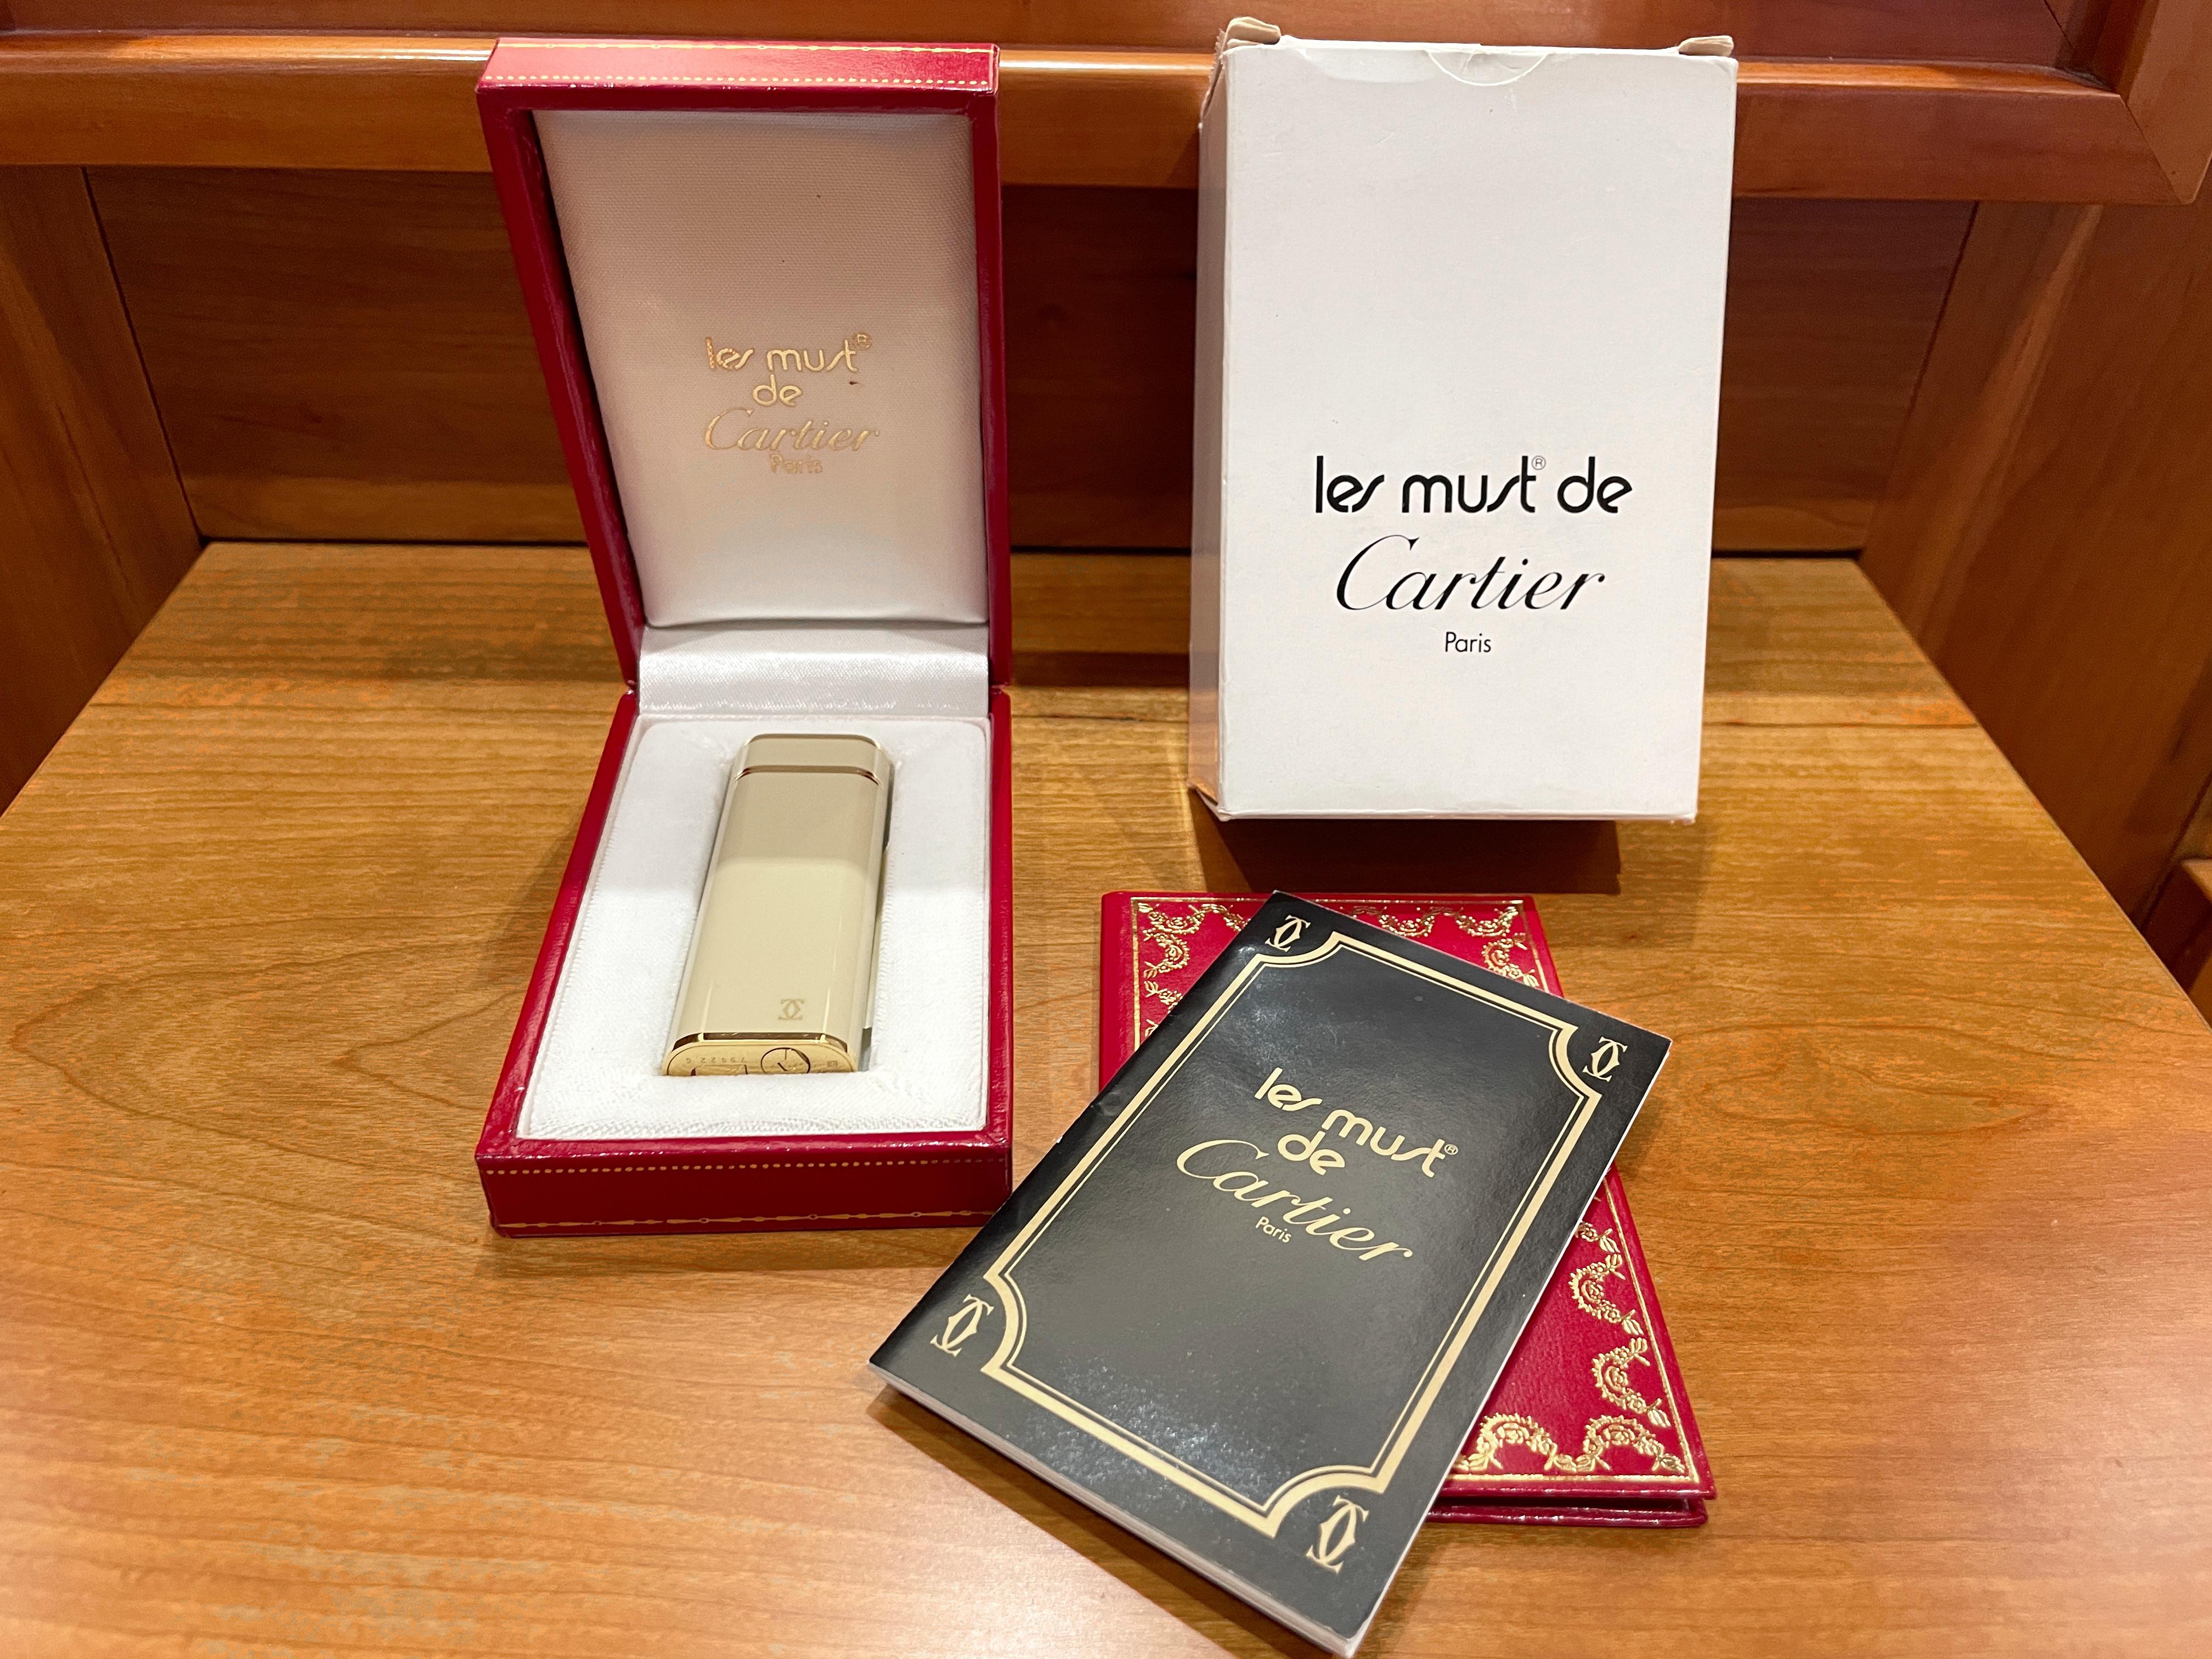 les must®
de
Cartier
Paris
les must® de
Cartier
Paris
les must®
de
Cartier
Paris